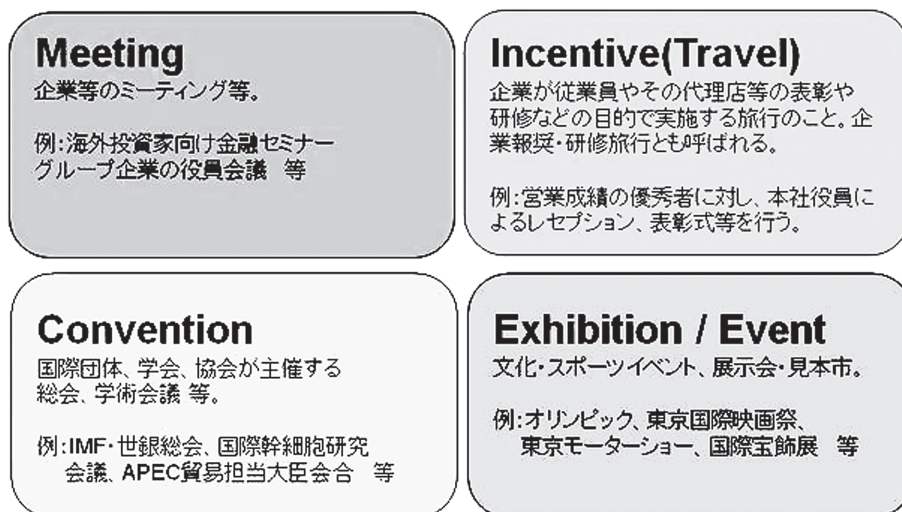 Meeting
企業等のミーティング等。
例:海外投資家向け金融セミナー
グループ企業の役員会議 等
Incentive(Travel)
企業が従業員やその代理店等の表彰や
研修などの目的で実施する旅行のこと。企
業報奨・研修旅行とも呼ばれる。
例:営業成績の優秀者に対し、本社役員に
よるレセプション、表彰式等を行う。
Convention
国際団体、学会、協会が主催する
総会、学術会議 等。
例:IMF・世銀総会、国際幹細胞研究
会議、APEC貿易担当大臣会合 等
Exhibition / Event
文化・スポーツイベント、展示会・見本市。
例:オリンピック、東京国際映画祭、
東京モーターショー、国際宝飾展 等